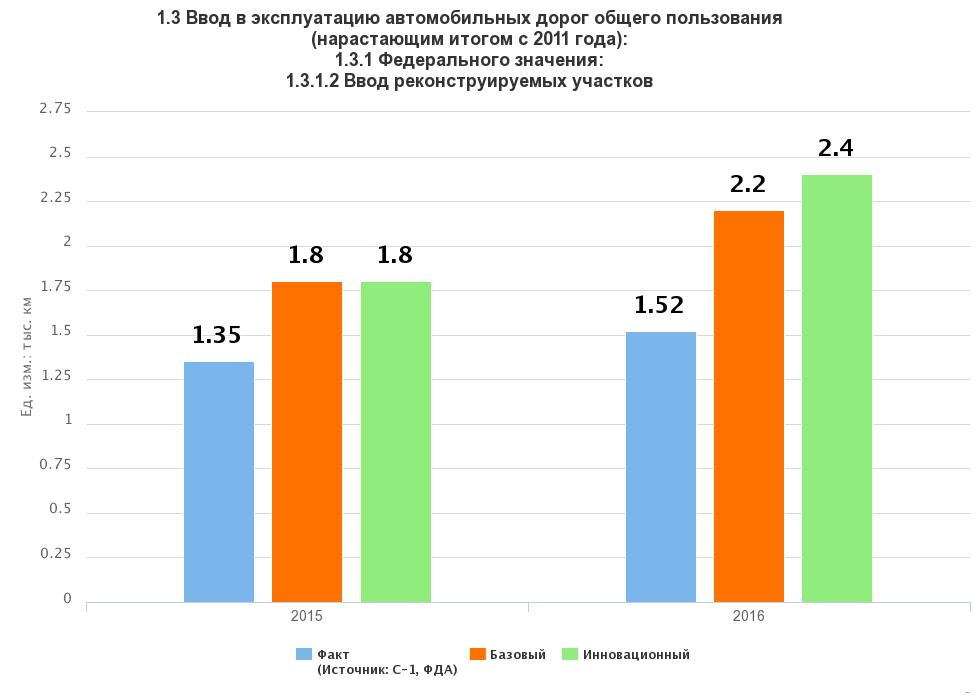 1.3 Ввод в эксплуатацию автомобильных дорог общего пользования
(нарастающим итогом с 2011 года):
1.3.1 Федерального значения:
1.3.1.2 Ввод реконструируемых участков
Ед. изм.: тыс. км
2.75
2.5
2.25
2
1.75
1.5
1.25
1
0.75
0.5
0.25
0
1.35
1.8
1.8
1.52
2.2
2.4
2015
2016
Факт
(Источник: С-1, ФДА)
Базовый
Инновационный